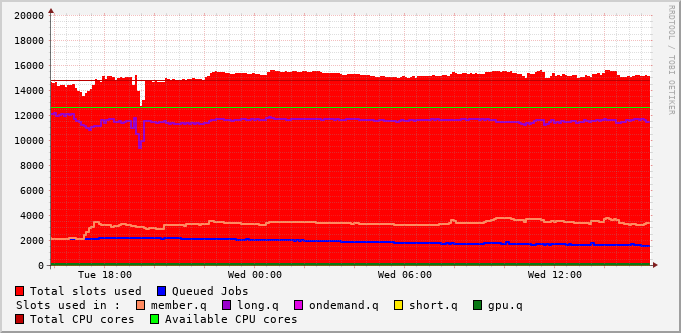 20000
18000
16000
14000
12000
10000
8000
6000
4000
2000
0
Tue 18:00 Wed 00:00 Wed 06:00 Wed 12:00
RRDTOOL / TOBI OETIKER
Total slots used Queued Jobs
Slots used in : member.q long.q ondemand.q short.q gpu.q
Total CPU cores Available CPU cores